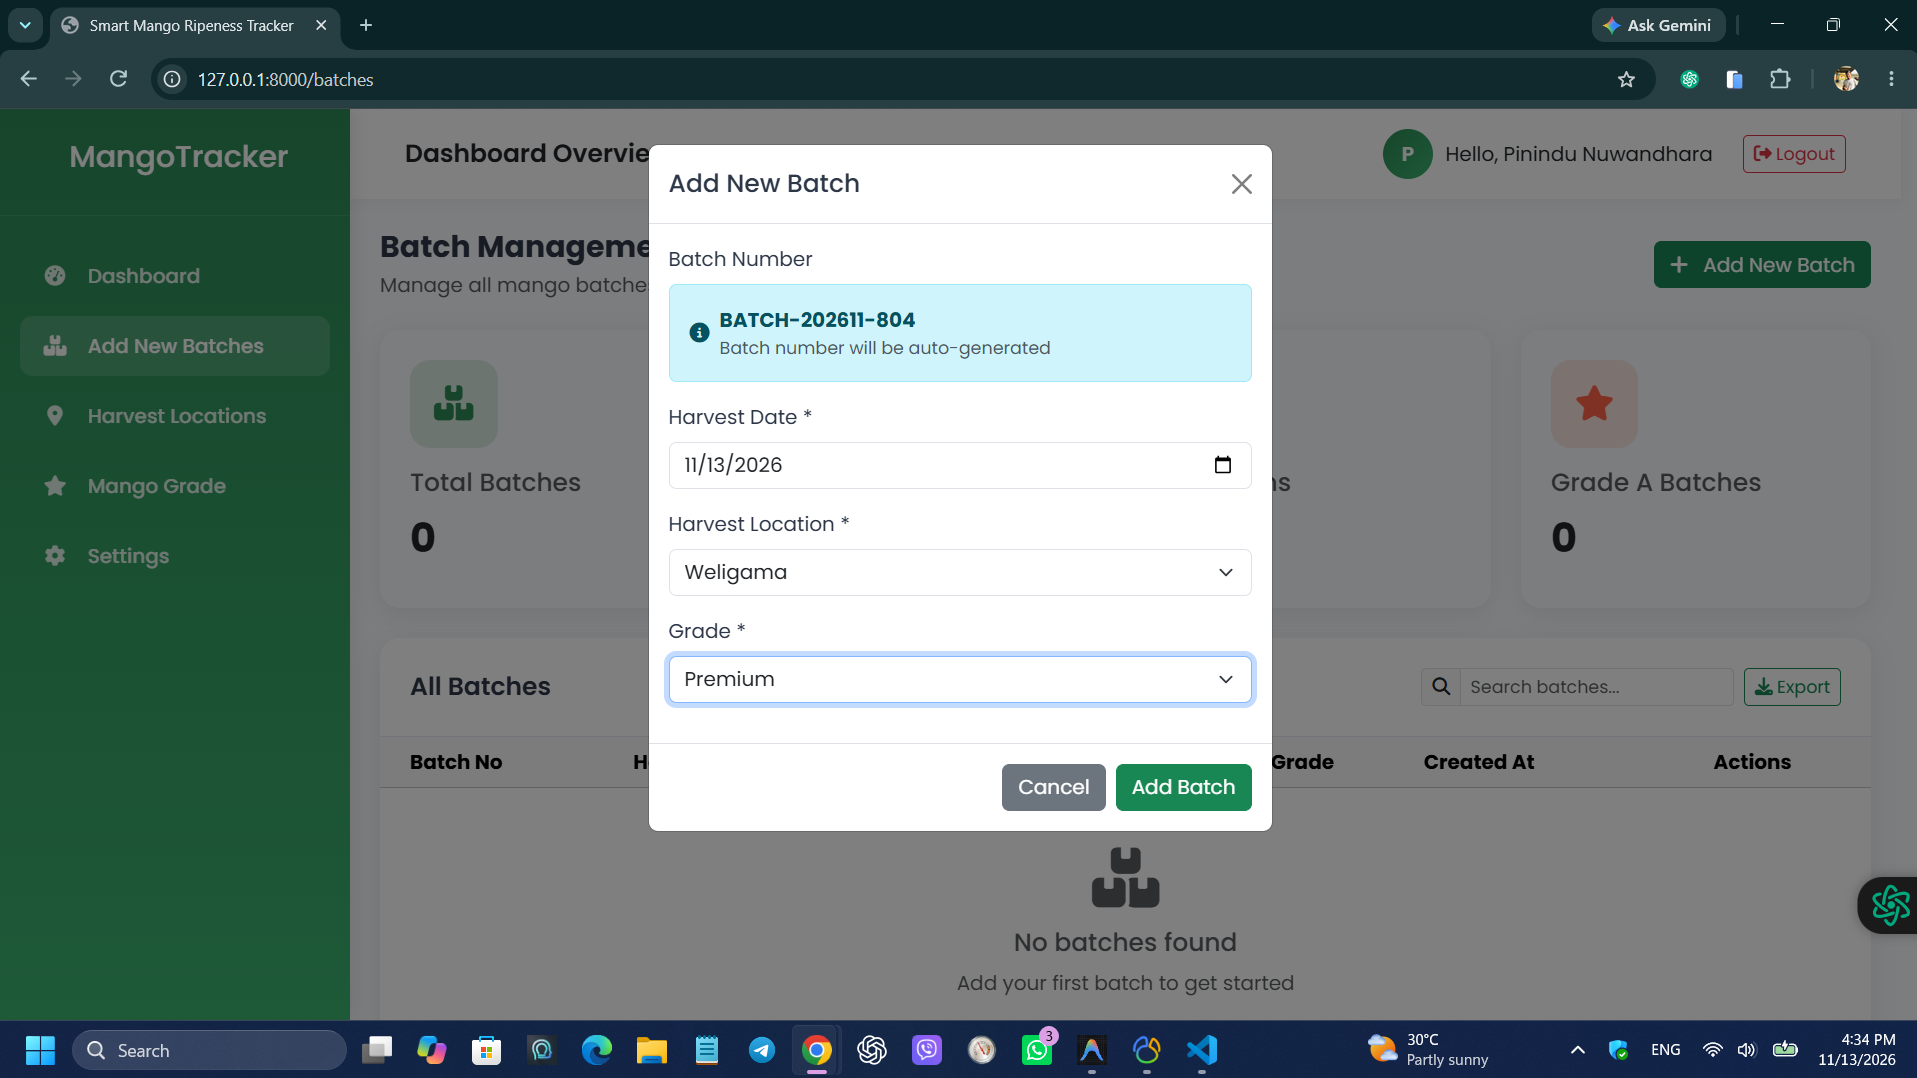 Smart Mango Ripeness Tracker
Ask Gemini
127.0.0.1:8000/batches
MangoTracker
Dashboard
Add New Batches
Harvest Locations
Mango Grade
Settings
Dashboard Overvie
P
Hello, Pinindu Nuwandhara
Logout
Batch Manageme
Manage all mango batche
Add New Batch
Total Batches
0
ns
Grade A Batches
0
All Batches
Search batches...
Export
Batch No
H
Grade
Created At
Actions
No batches found
Add your first batch to get started
Add New Batch
Batch Number
BATCH-202611-804
Batch number will be auto-generated
Harvest Date *
11/13/2026
Harvest Location *
Weligama
Grade *
Premium
Cancel
Add Batch
Search
3
30°C
Partly sunny
ENG
4:34 PM
11/13/2026